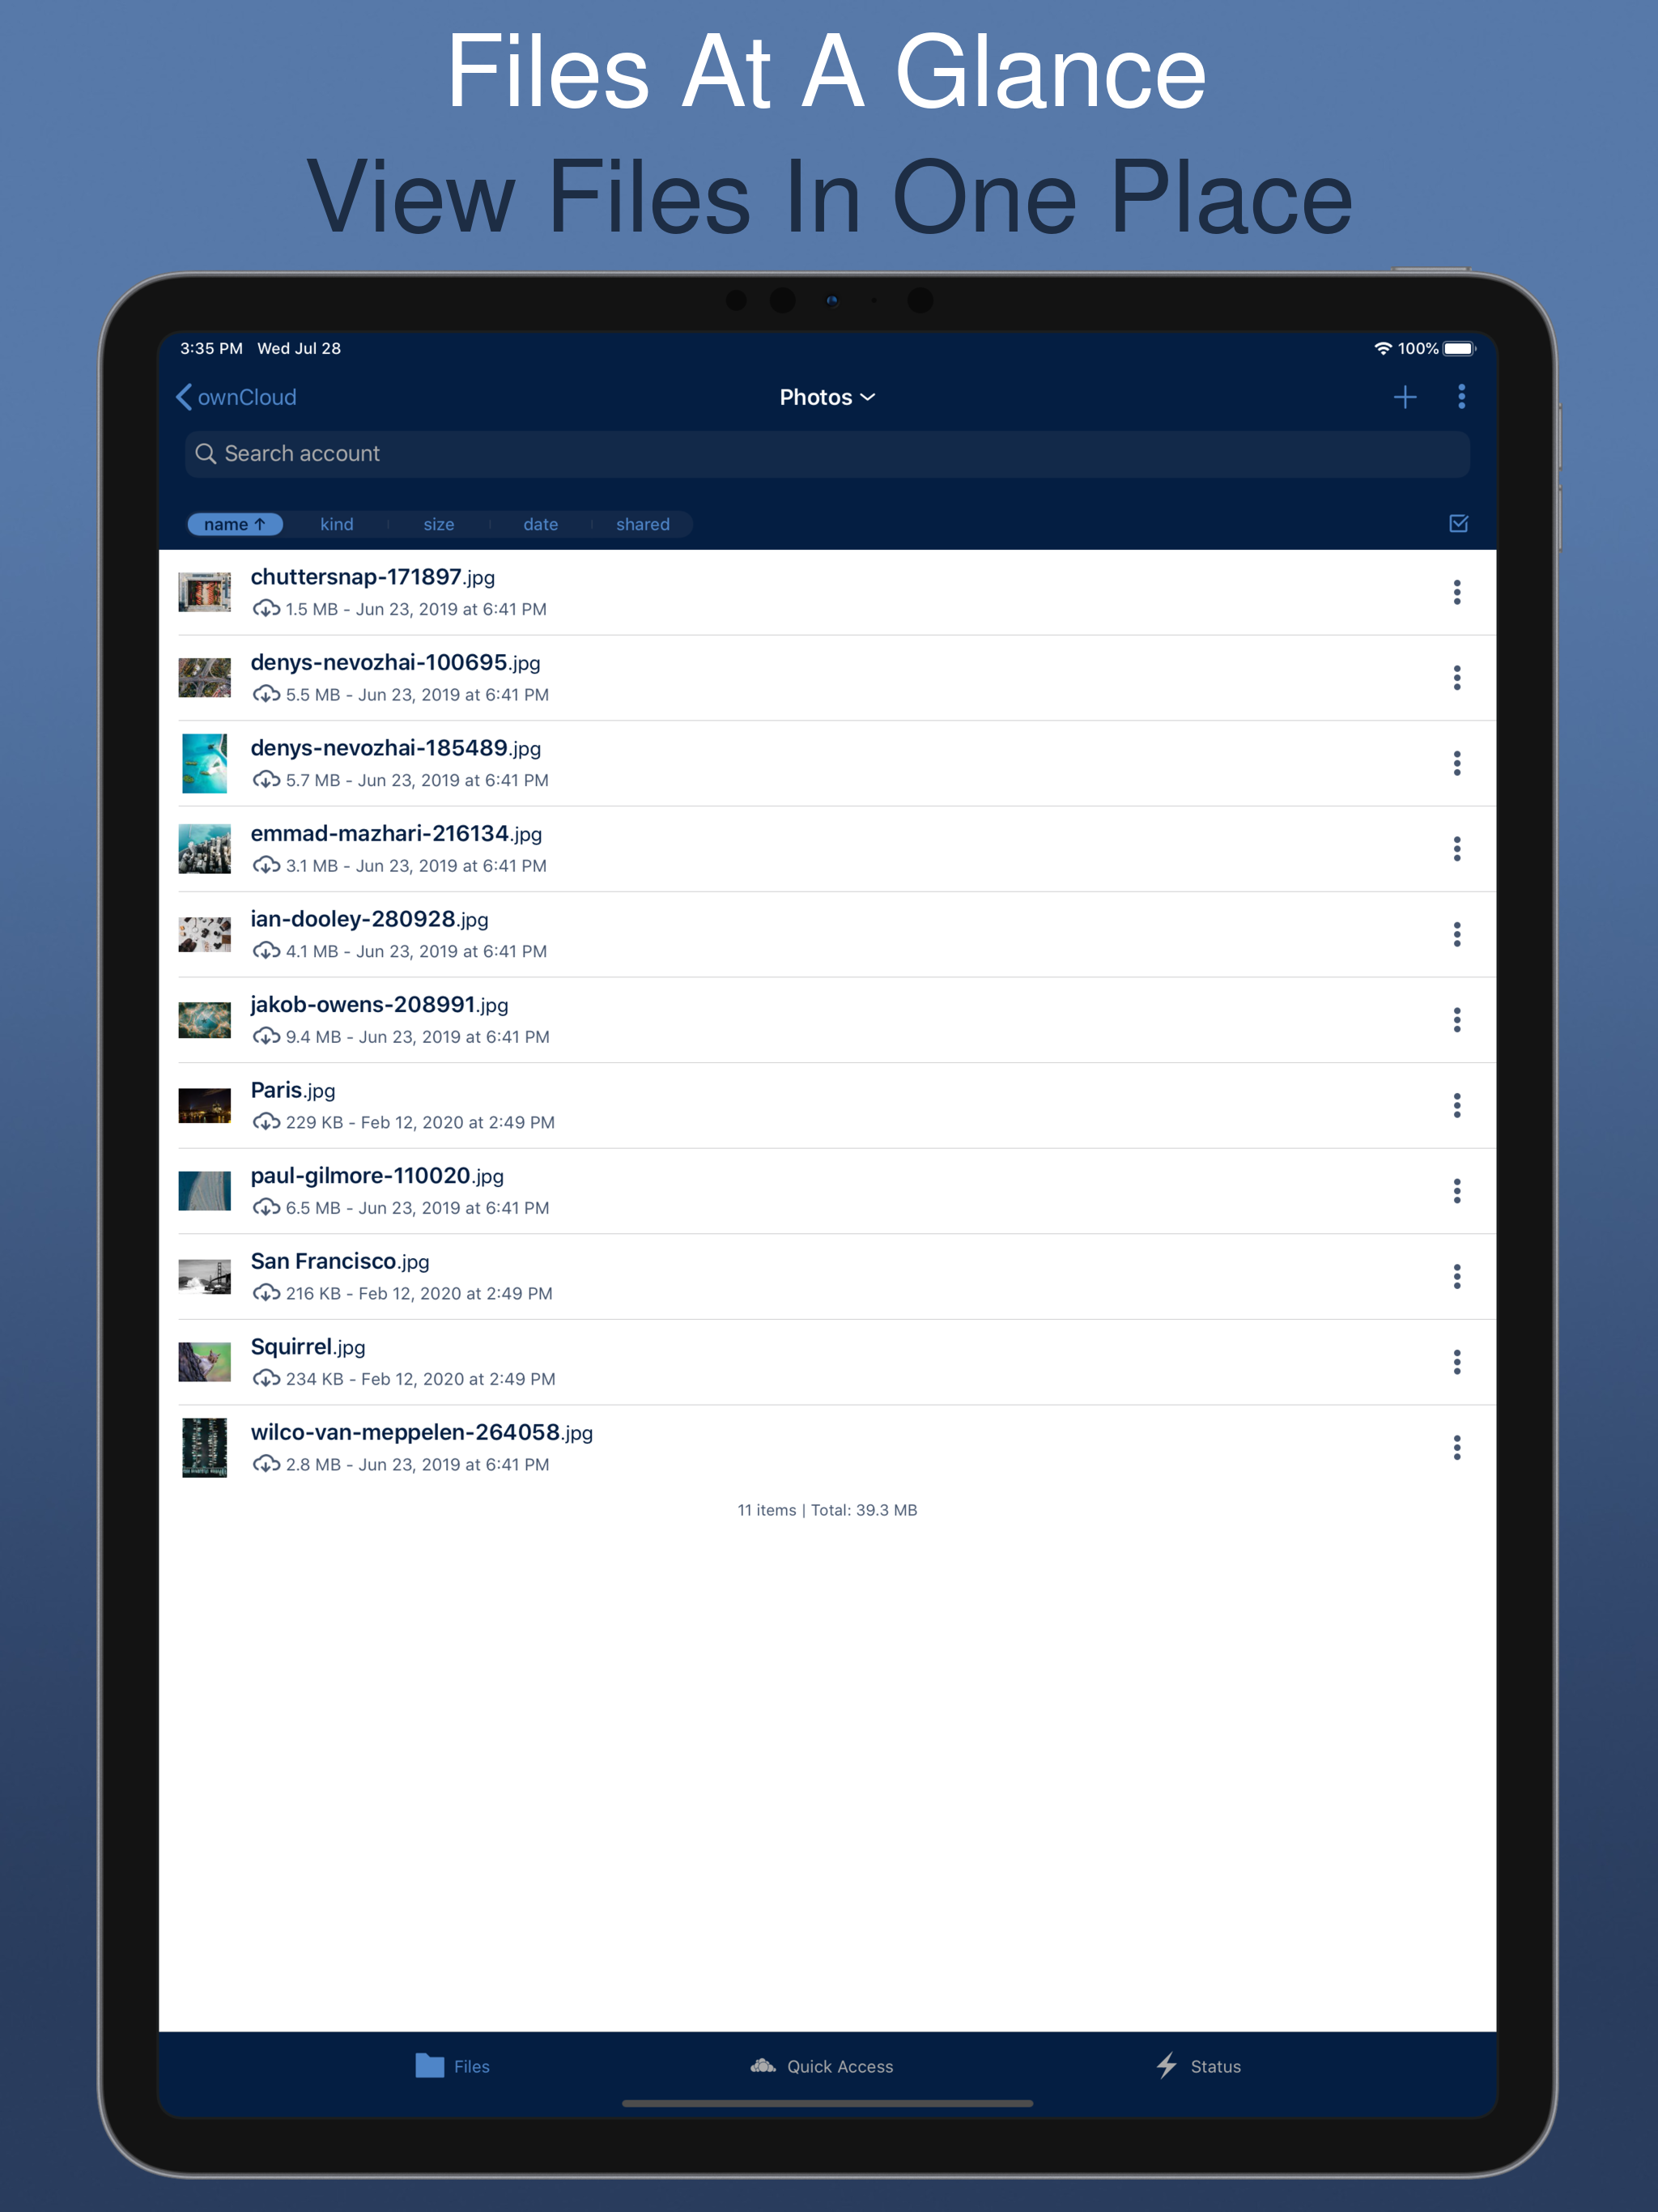 Files At A Glance
View Files In One Place
3:35 PM Wed Jul 28 100%
ownCloud Photos
Search account
name ↑ kind size date shared
chuttersnap-171897.jpg
1.5 MB - Jun 23, 2019 at 6:41 PM
denys-nevozhai-100695.jpg
5.5 MB - Jun 23, 2019 at 6:41 PM
denys-nevozhai-185489.jpg
5.7 MB - Jun 23, 2019 at 6:41 PM
emmad-mazhari-216134.jpg
3.1 MB - Jun 23, 2019 at 6:41 PM
ian-dooley-280928.jpg
4.1 MB - Jun 23, 2019 at 6:41 PM
jakob-owens-208991.jpg
9.4 MB - Jun 23, 2019 at 6:41 PM
Paris.jpg
229 KB - Feb 12, 2020 at 2:49 PM
paul-gilmore-110020.jpg
6.5 MB - Jun 23, 2019 at 6:41 PM
San Francisco.jpg
216 KB - Feb 12, 2020 at 2:49 PM
Squirrel.jpg
234 KB - Feb 12, 2020 at 2:49 PM
wilco-van-meppelen-264058.jpg
2.8 MB - Jun 23, 2019 at 6:41 PM
11 items | Total: 39.3 MB
Files Quick Access Status